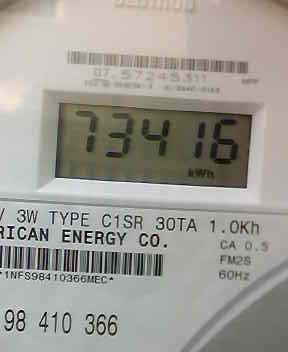 07.57245311
73416
kWh
V 3W TYPE C1SR 30TA 1.0Kh
RICAN ENERGY CO.
CA 0.5
FM2S
*1NFS98410366MEC*
60Hz
98 410 366